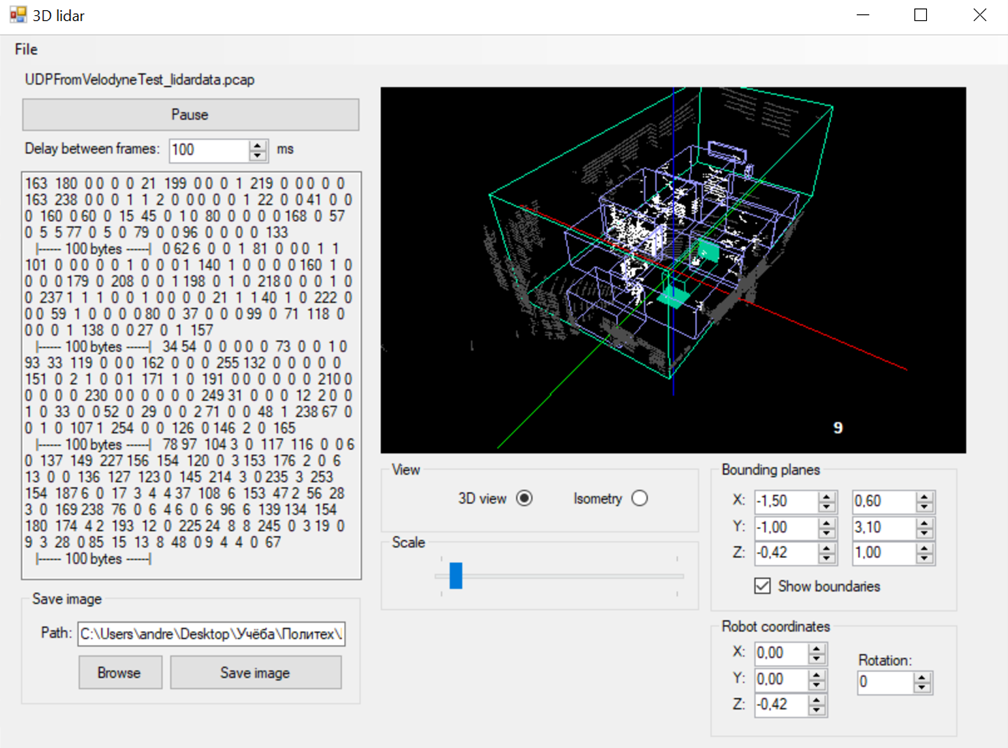 3D lidar
File
UDPFromVelodyneTest_lidardata.pcap
Pause
Delay between frames: 100 ms
163 180 0 0 0 0 21 199 0 0 0 1 219 0 0 0 0 0
163 238 0 0 0 1 1 2 0 0 0 0 0 1 22 0 0 41 0 0
0 160 0 60 0 15 45 0 1 0 80 0 0 0 0 168 0 57
0 5 5 77 0 5 0 79 0 0 96 0 0 0 0 133
|----- 100 bytes -----| 0 62 6 0 0 1 81 0 0 0 1 1
101 0 0 0 0 0 1 0 0 0 1 140 1 0 0 0 0 160 1 0
0 0 0 179 0 208 0 0 1 198 0 1 0 218 0 0 0 1 0
0 237 1 1 1 0 0 1 0 0 0 0 21 1 1 40 1 0 222 0
0 0 59 1 0 0 0 0 80 0 37 0 0 0 99 0 71 118 0
0 0 0 1 138 0 0 27 0 1 157
|----- 100 bytes -----| 34 54 0 0 0 0 0 73 0 0 1 0
93 33 119 0 0 0 162 0 0 0 255 132 0 0 0 0 0
151 0 2 1 0 0 1 171 1 0 191 0 0 0 0 0 0 210 0
0 0 0 0 230 0 0 0 0 0 249 31 0 0 0 12 2 0 0
1 0 33 0 0 52 0 29 0 0 2 71 0 0 48 1 238 67 0
0 1 0 107 1 254 0 0 126 0 146 2 0 165
|----- 100 bytes -----| 78 97 104 3 0 117 116 0 0 6
0 137 149 227 156 154 120 0 3 153 176 2 0 6
13 0 0 136 127 123 0 145 214 3 0 235 3 253
154 187 6 0 17 3 4 4 37 108 6 153 47 2 56 28
3 0 169 238 76 0 6 4 6 0 6 96 6 139 134 154
180 174 4 2 193 12 0 225 24 8 8 245 0 3 19 0
9 3 28 0 85 15 13 8 48 0 9 4 4 0 67
|----- 100 bytes -----|
Save image
Path: C:\Users\andre\Desktop\Учёба\Политех\
Browse
Save image
9
View
3D view
Isometry
Scale
Bounding planes
X: -1,50 0,60
Y: -1,00 3,10
Z: -0,42 1,00
Show boundaries
Robot coordinates
X: 0,00
Y: 0,00
Z: -0,42
Rotation:
0